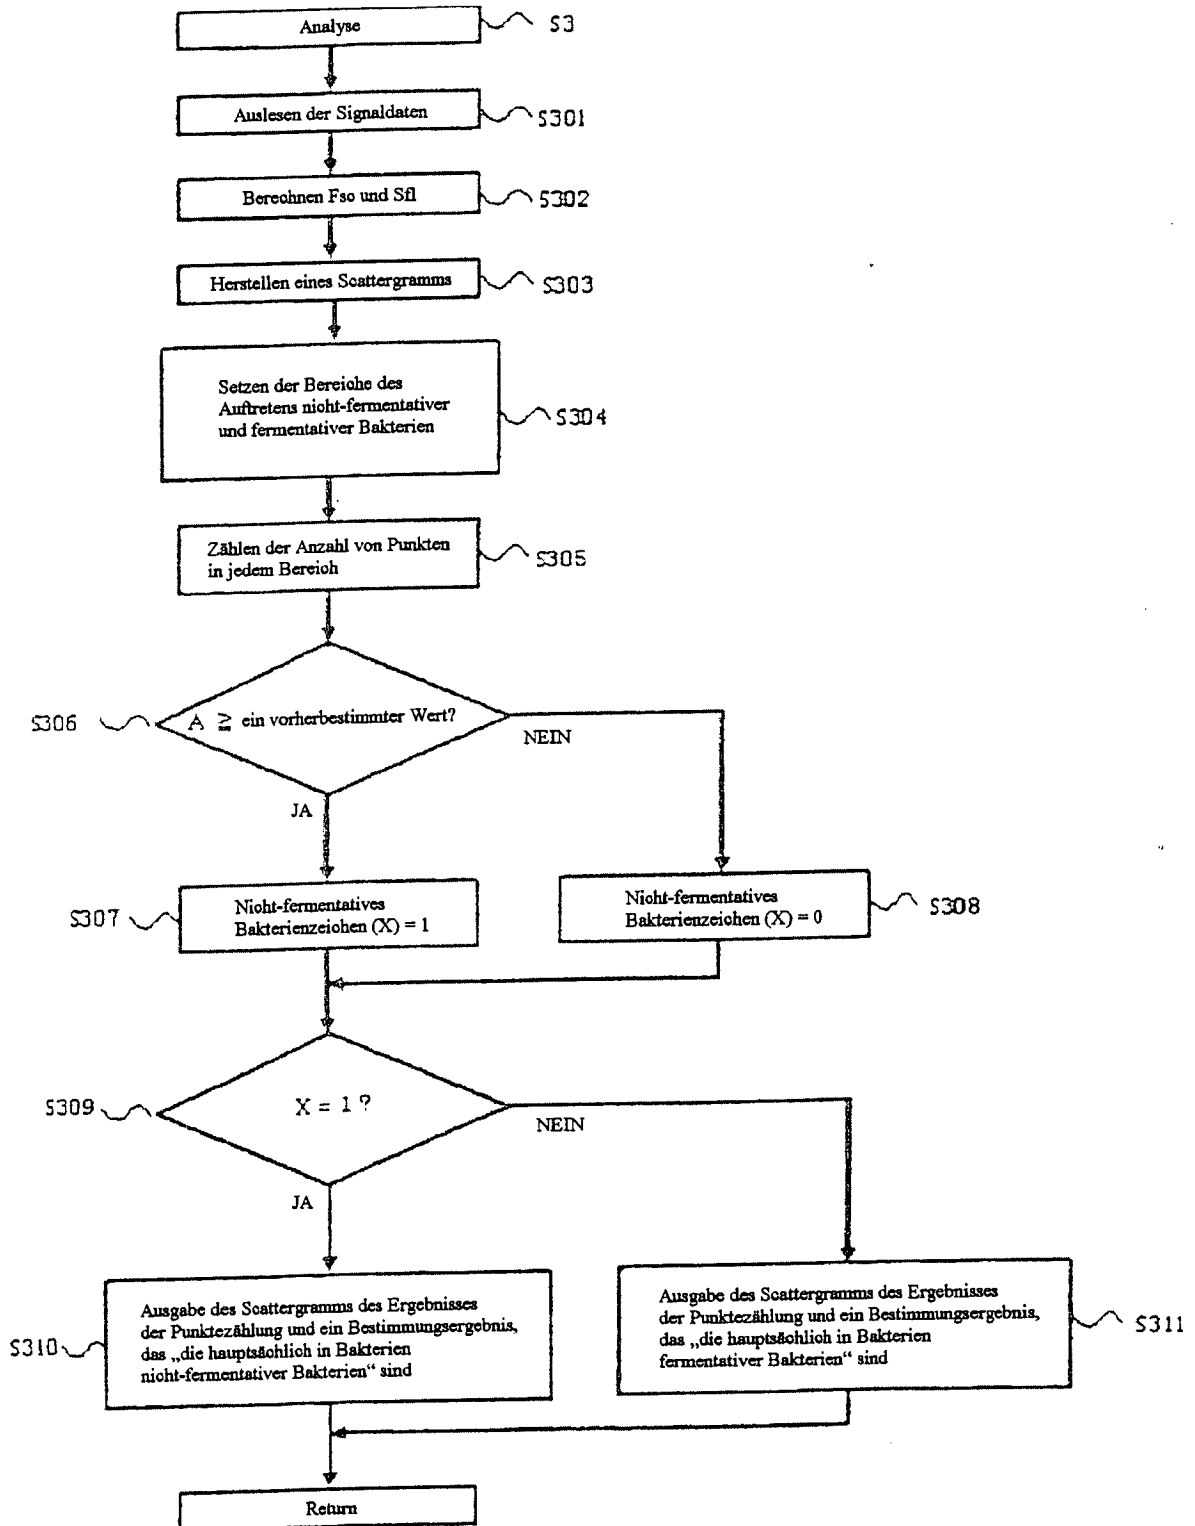 Analyse
S3
Auslesen der Signaldaten
S301
Berechnen Fsc und Sfl
S302
Herstellen eines Scattergramms
S303
Setzen der Bereiche des
Auftretens nicht-fermentativer
und fermentativer Bakterien
S304
Zählen der Anzahl von Punkten
in jedem Bereich
S305
S306
A ≧ ein vorherbestimmter Wert?
NEIN
JA
S307
Nicht-fermentatives
Bakterienzeichen (X) = 1
Nicht-fermentatives
Bakterienzeichen (X) = 0
S308
S309
X = 1 ?
NEIN
JA
S310
Ausgabe des Scattergramms des Ergebnisses
der Punktezählung und ein Bestimmungsergebnis,
das „die hauptsächlich in Bakterien
nicht-fermentativer Bakterien“ sind
Ausgabe des Scattergramms des Ergebnisses
der Punktezählung und ein Bestimmungsergebnis,
das „die hauptsächlich in Bakterien
fermentativer Bakterien“ sind
S311
Return